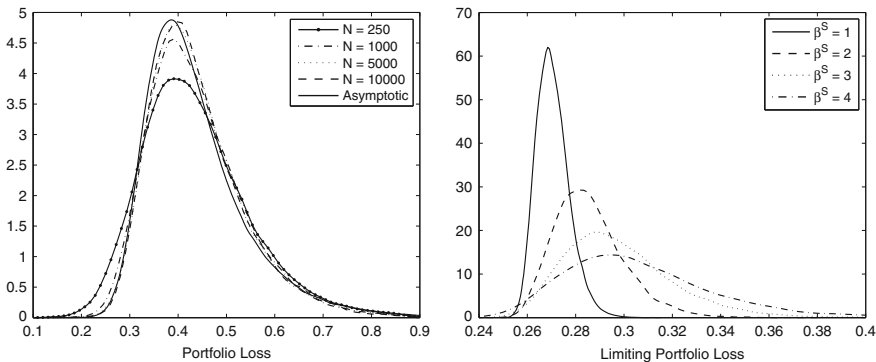 5
4.5
4
3.5
3
2.5
2
1.5
1
0.5
0
0.1 0.2 0.3 0.4 0.5 0.6 0.7 0.8 0.9
Portfolio Loss
N = 250
N = 1000
N = 5000
N = 10000
Asymptotic
70
60
50
40
30
20
10
0
0.24 0.26 0.28 0.3 0.32 0.34 0.36 0.38 0.4
Limiting Portfolio Loss
β^S = 1
β^S = 2
β^S = 3
β^S = 4